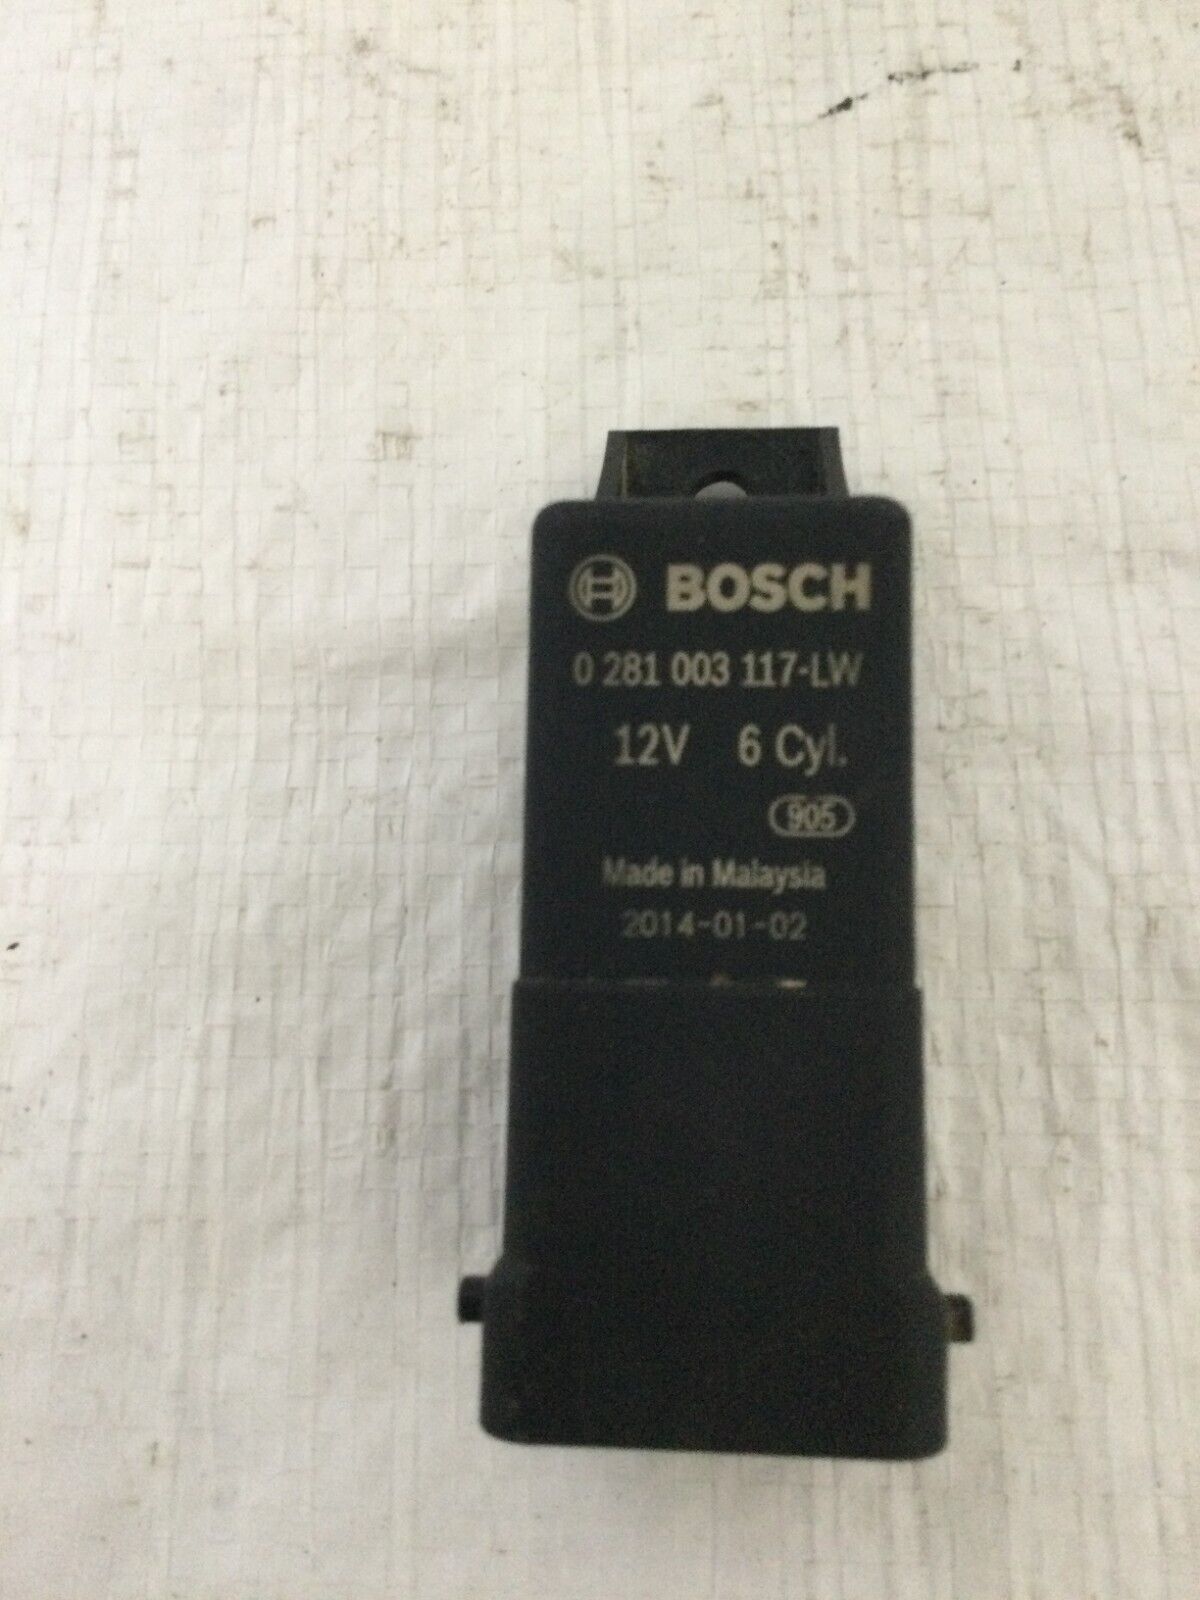 BOSCH
0 281 003 117-LW
12V 6 Cyl.
905
Made in Malaysia
2014-01-02